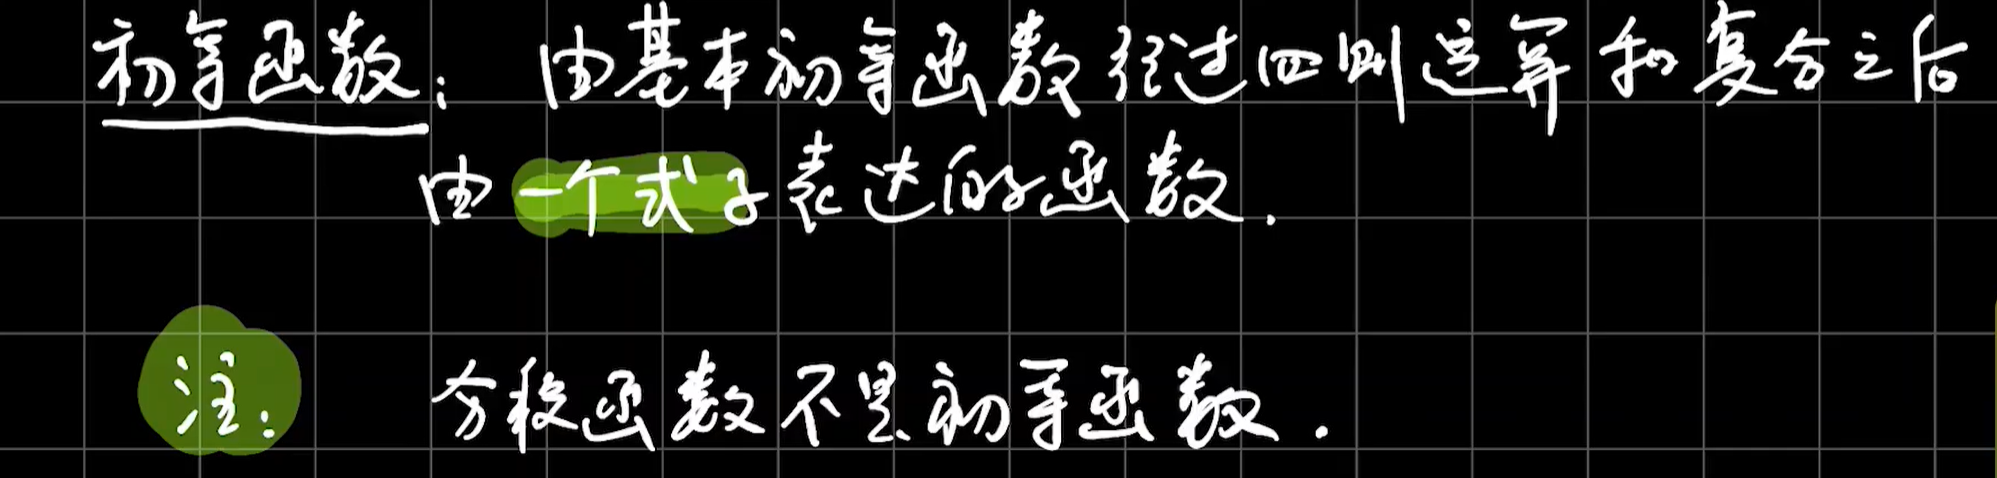 初等函数: 由基本初等函数经过四则运算和复合之后
由一个式子表达的函数.
注: 分段函数不是初等函数.